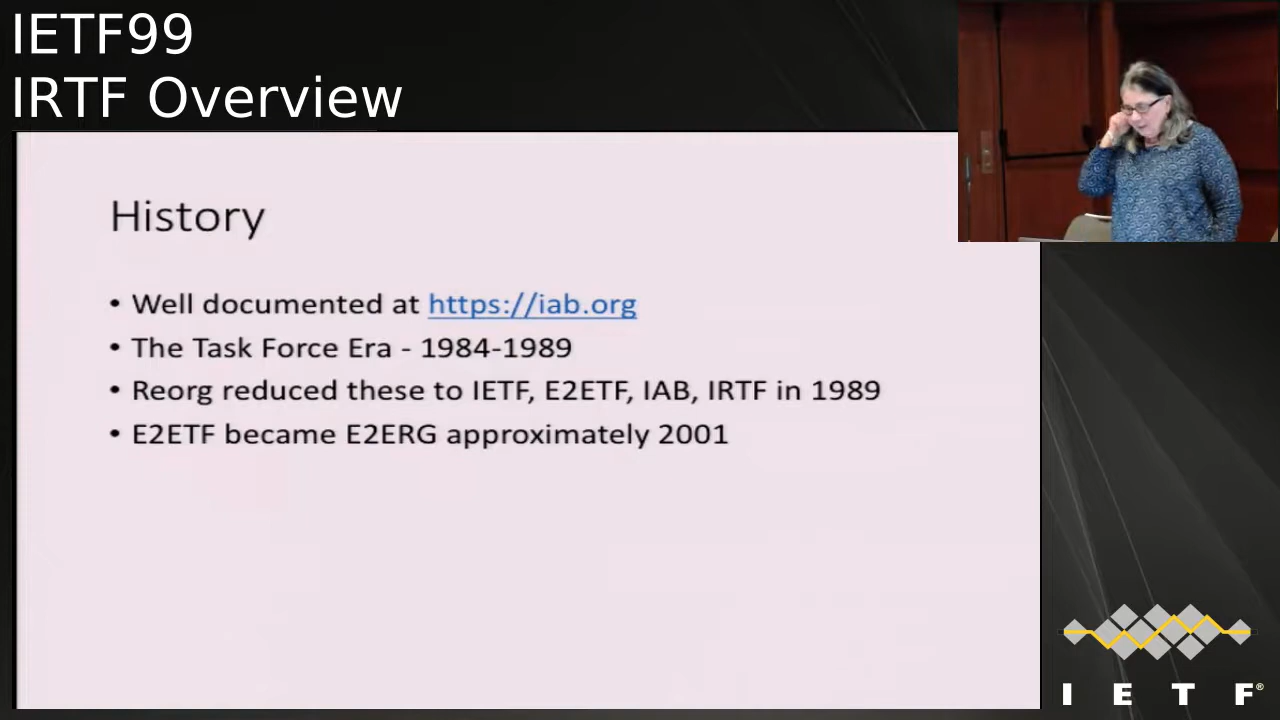 IETF99
IRTF Overview
History
• Well documented at https://iab.org
• The Task Force Era - 1984-1989
• Reorg reduced these to IETF, E2ETF, IAB, IRTF in 1989
• E2ETF became E2ERG approximately 2001
I E T F®